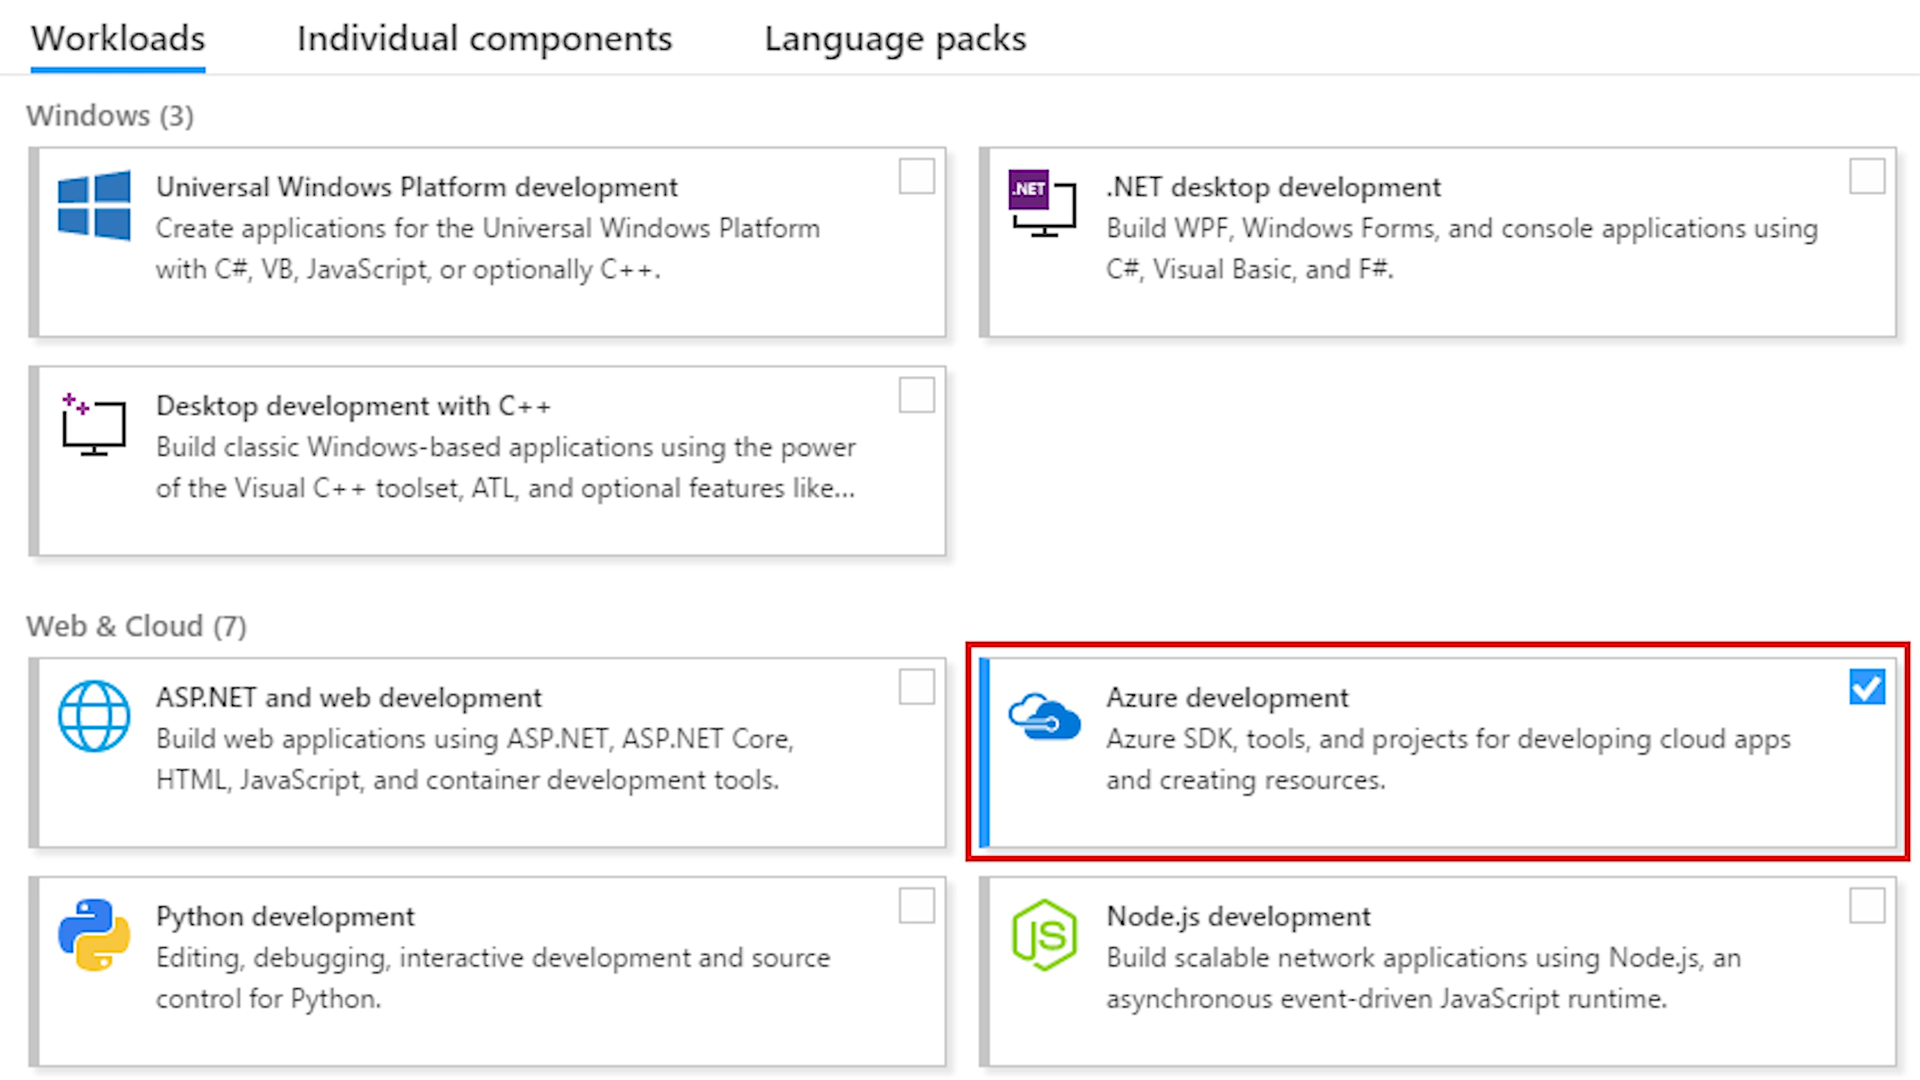 Workloads Individual components Language packs
Windows (3)
Universal Windows Platform development
Create applications for the Universal Windows Platform
with C#, VB, JavaScript, or optionally C++.
.NET
.NET desktop development
Build WPF, Windows Forms, and console applications using
C#, Visual Basic, and F#.
Desktop development with C++
Build classic Windows-based applications using the power
of the Visual C++ toolset, ATL, and optional features like...
Web & Cloud (7)
ASP.NET and web development
Build web applications using ASP.NET, ASP.NET Core,
HTML, JavaScript, and container development tools.
Azure development
Azure SDK, tools, and projects for developing cloud apps
and creating resources.
Python development
Editing, debugging, interactive development and source
control for Python.
JS
Node.js development
Build scalable network applications using Node.js, an
asynchronous event-driven JavaScript runtime.